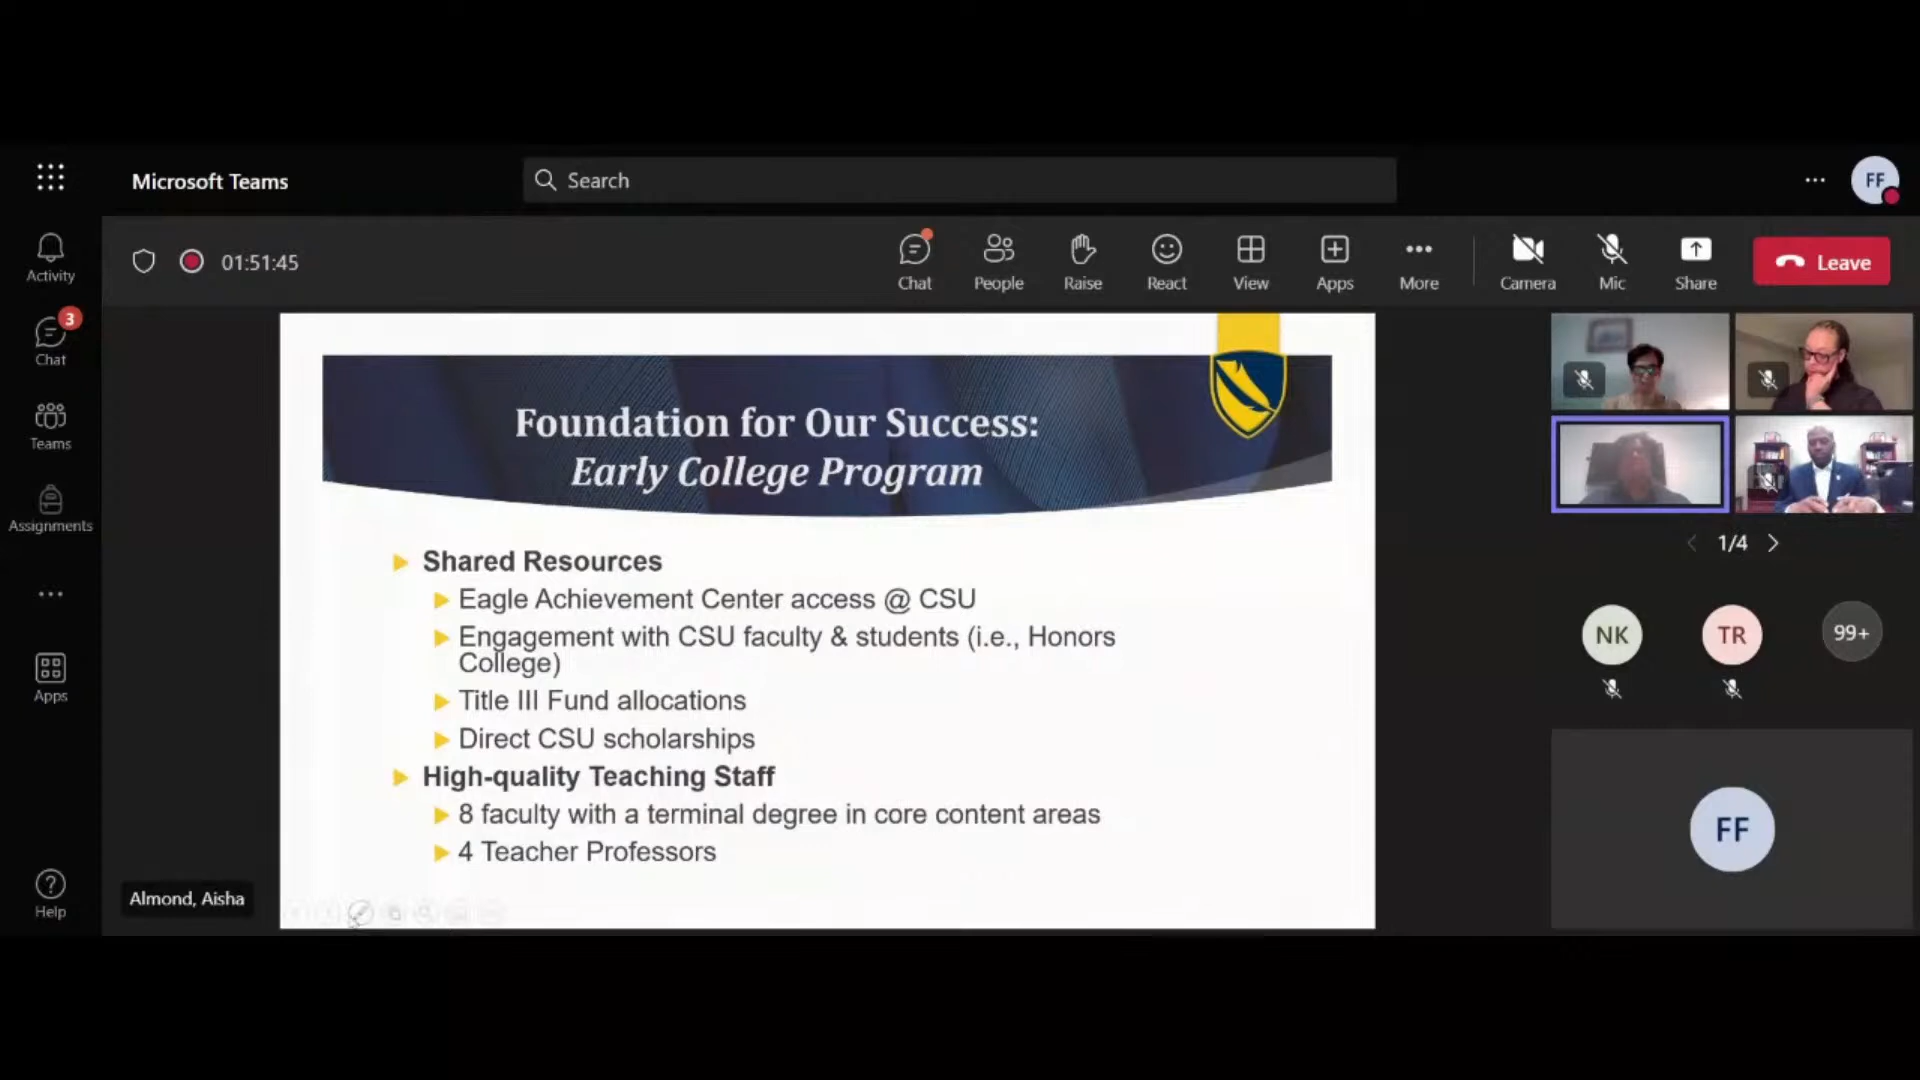 Microsoft Teams
Search
FF
Activity
01:51:45
Chat
People
Raise
React
View
Apps
More
Camera
Mic
Share
Leave
3
Chat
Teams
Assignments
Apps
Help
Foundation for Our Success:
Early College Program
Shared Resources
Eagle Achievement Center access @ CSU
Engagement with CSU faculty & students (i.e., Honors
College)
Title III Fund allocations
Direct CSU scholarships
High-quality Teaching Staff
8 faculty with a terminal degree in core content areas
4 Teacher Professors
Almond, Aisha
1/4
NK
TR
99+
FF